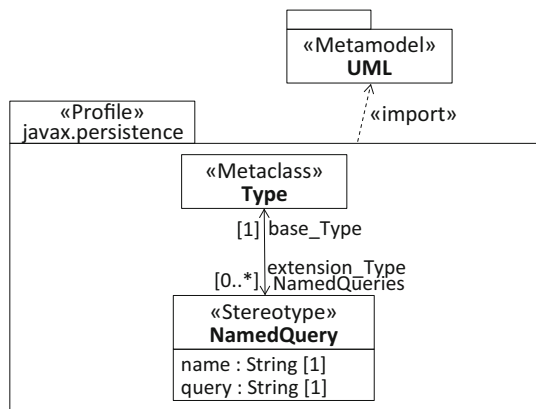 «Metamodel»
UML
«Profile»
javax.persistence
«import»
«Metaclass»
Type
[1] base_Type
extension_Type
[0..*] NamedQueries
«Stereotype»
NamedQuery
name : String [1]
query : String [1]